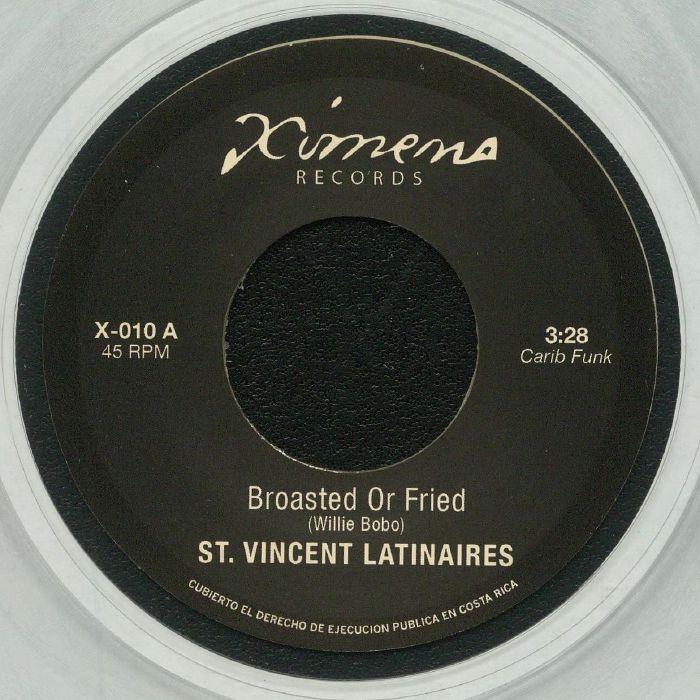 Ximena
RECORDS
X-010 A
45 RPM
3:28
Carib Funk
Broasted Or Fried
(Willie Bobo)
ST. VINCENT LATINAIRES
CUBIERTO EL DERECHO DE EJECUCION PUBLICA EN COSTA RICA